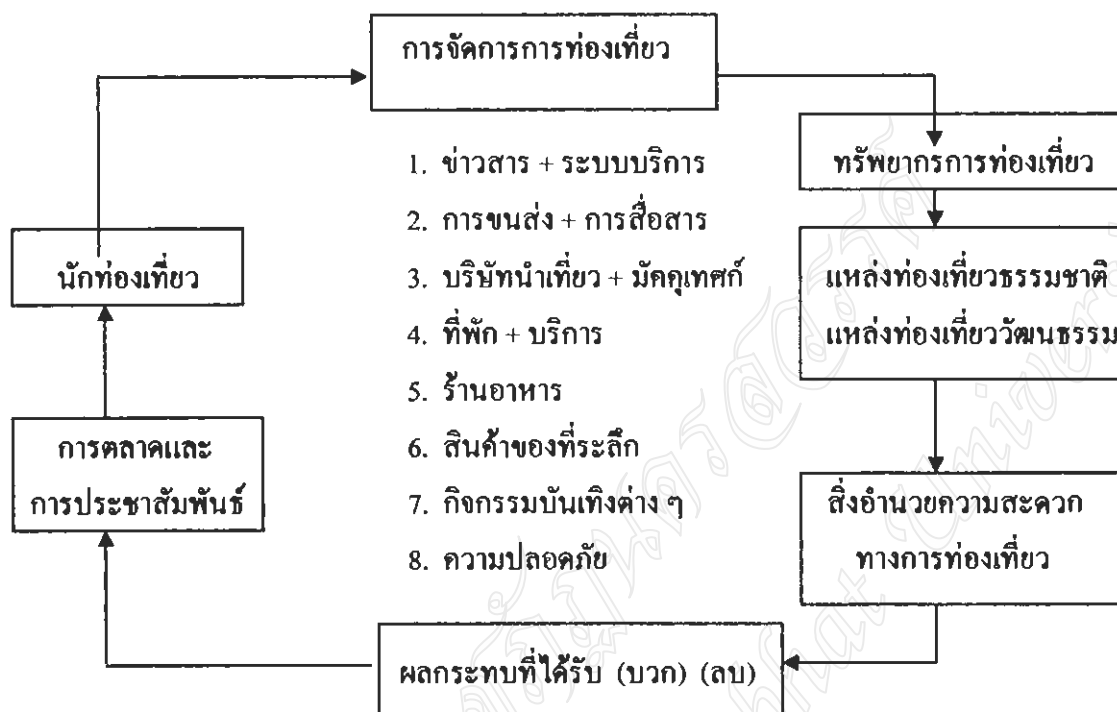 การจัดการการท่องเที่ยว
ทรัพยากรการท่องเที่ยว
แหล่งท่องเที่ยวธรรมชาติ
แหล่งท่องเที่ยววัฒนธรรม
สิ่งอำนวยความสะดวก
ทางการท่องเที่ยว
ผลกระทบที่ได้รับ (บวก) (ลบ)
การตลาดและ
การประชาสัมพันธ์
นักท่องเที่ยว
1. ข่าวสาร + ระบบบริการ
2. การขนส่ง + การสื่อสาร
3. บริษัทนำเที่ยว + มัคคุเทศก์
4. ที่พัก + บริการ
5. ร้านอาหาร
6. สินค้าของที่ระลึก
7. กิจกรรมบันเทิงต่าง ๆ
8. ความปลอดภัย